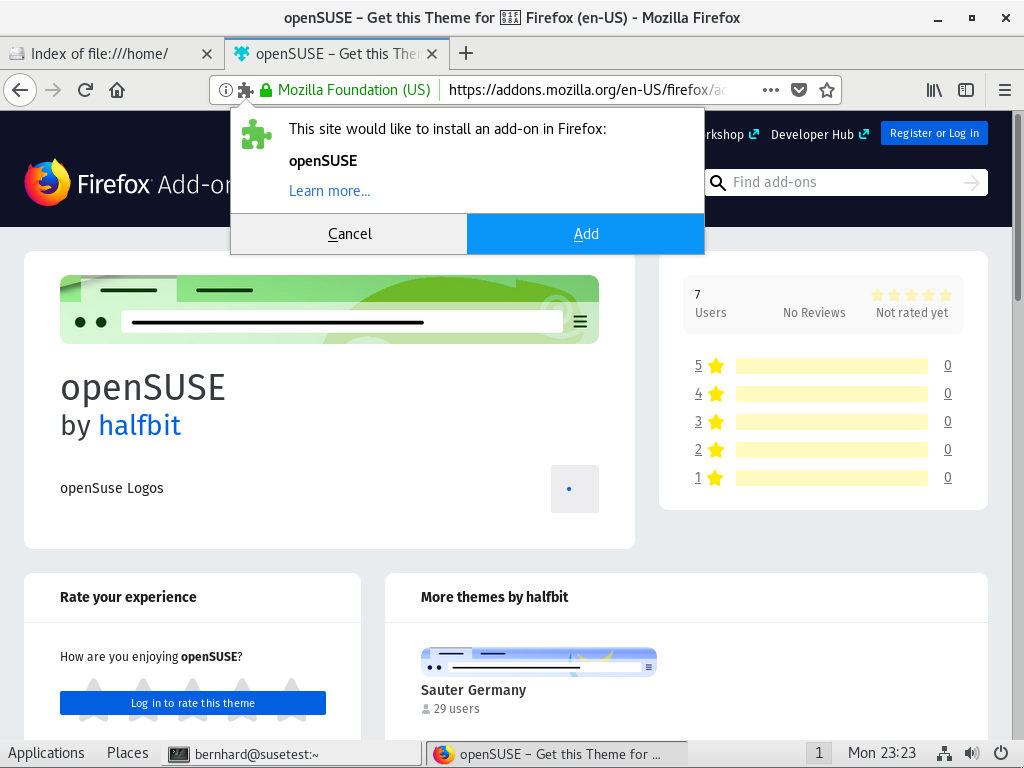 openSUSE – Get this Theme for 01F98A Firefox (en-US) - Mozilla Firefox
Index of file:///home/
openSUSE – Get this The
Mozilla Foundation (US)
https://addons.mozilla.org/en-US/firefox/ad
This site would like to install an add-on in Firefox:
openSUSE
Learn more...
Cancel
Add
rkshop
Developer Hub
Register or Log in
Firefox Add-on
Find add-ons
openSUSE
by halfbit
openSuse Logos
7
Users
No Reviews
Not rated yet
5 0
4 0
3 0
2 0
1 0
Rate your experience
How are you enjoying openSUSE?
Log in to rate this theme
More themes by halfbit
Sauter Germany
29 users
Applications
Places
bernhard@susetest:~
openSUSE – Get this Theme for ...
1
Mon 23:23